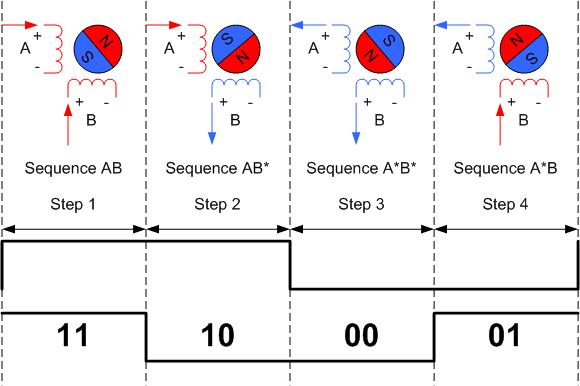 A + - N S + - B
A + - S N + - B
A + - S N + - B
A + - N S + - B
Sequence AB Sequence AB* Sequence A*B* Sequence A*B
Step 1 Step 2 Step 3 Step 4
11 10 00 01